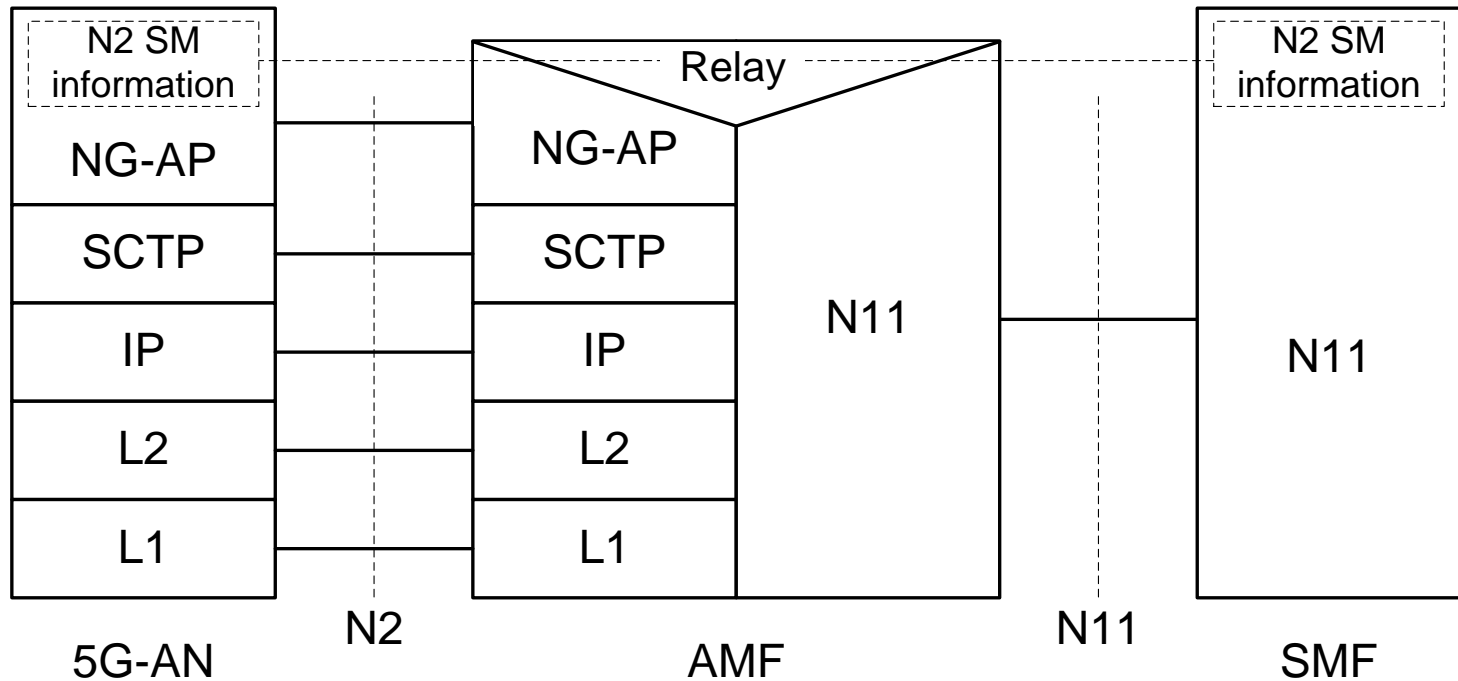 N2 SM
information
NG-AP
SCTP
IP
L2
L1
5G-AN
N2
Relay
NG-AP
SCTP
IP
L2
L1
N11
AMF
N11
N2 SM
information
N11
SMF